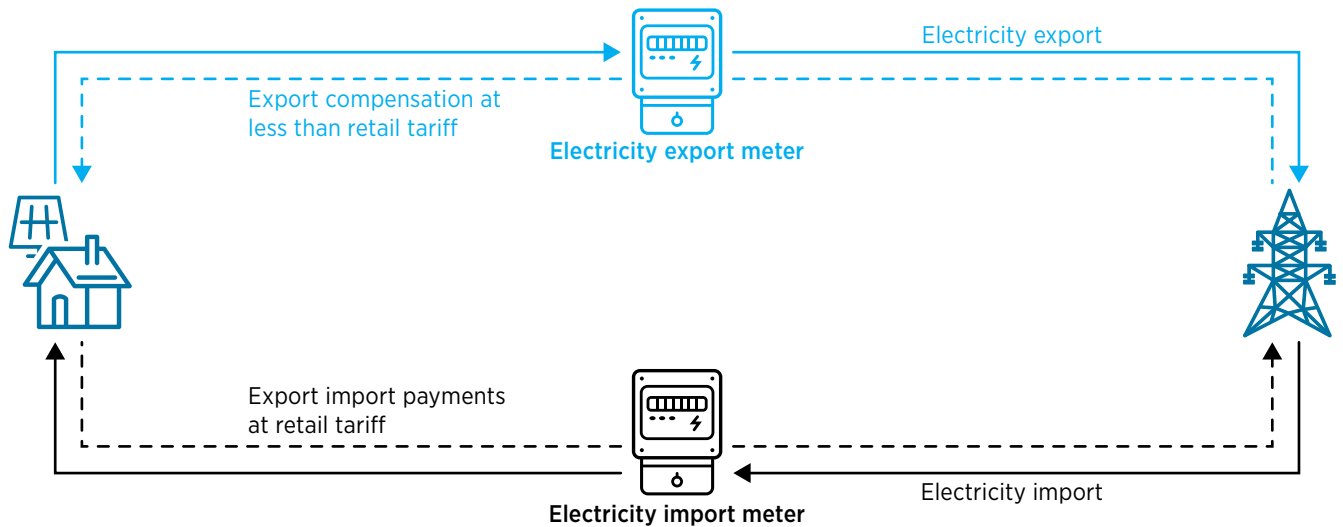 Electricity export
Export compensation at
less than retail tariff
Electricity export meter
Export import payments
at retail tariff
Electricity import
Electricity import meter